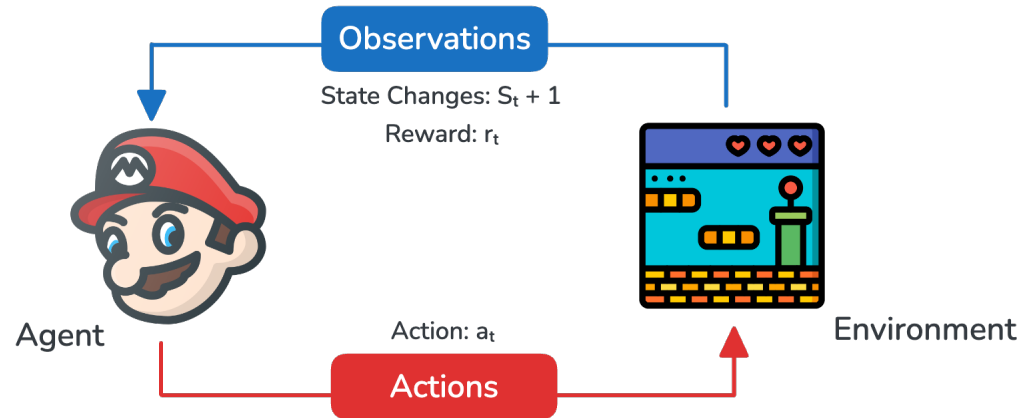 Observations
State Changes: Sₜ + 1
Reward: rₜ
M
Agent
Environment
Action: aₜ
Actions